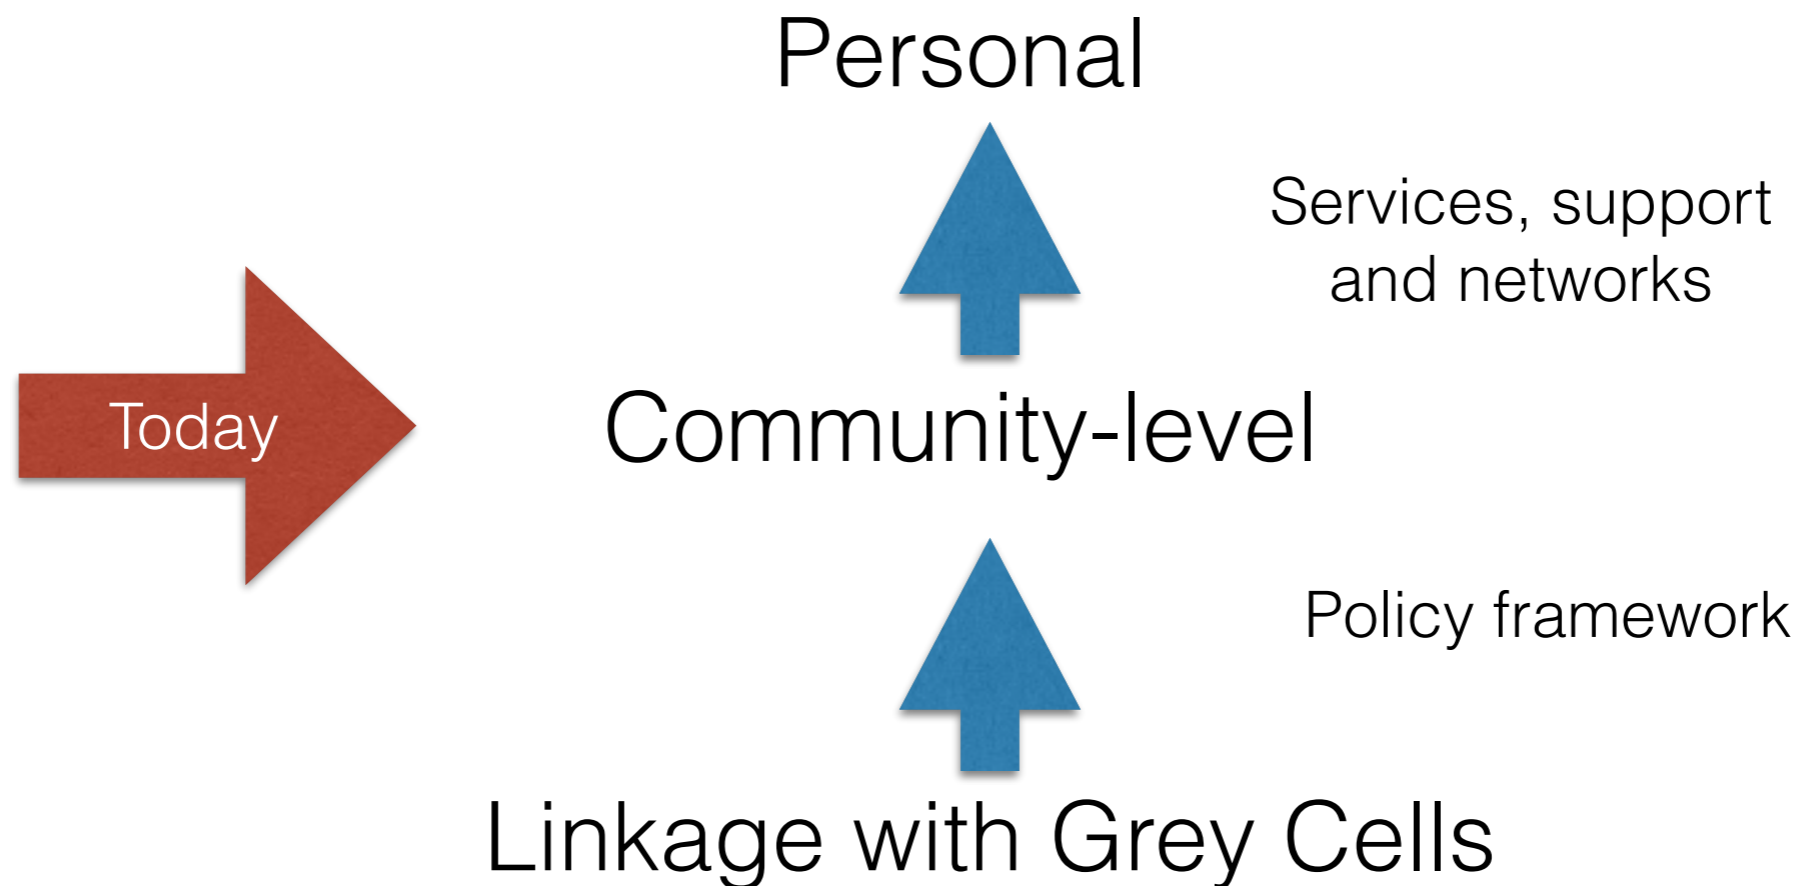 Personal
Services, support
and networks
Today
Community-level
Policy framework
Linkage with Grey Cells